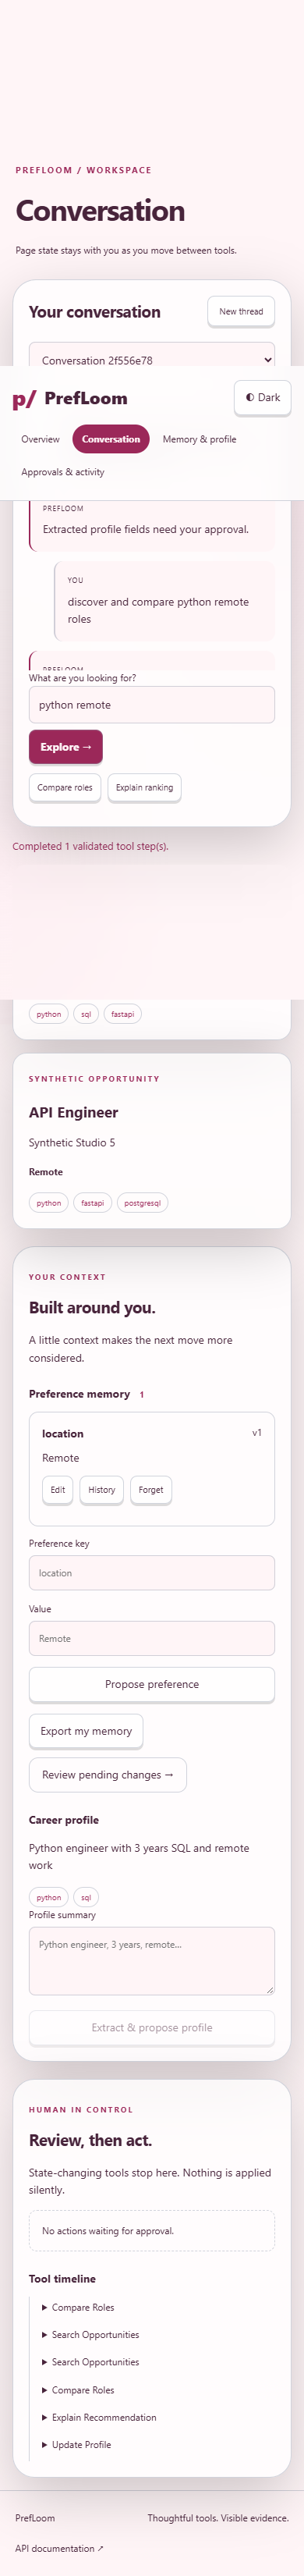 PREFLOOM / WORKSPACE
Conversation
Page state stays with you as you move between tools.
Your conversation
New thread
Conversation 2f556e78
p/ PrefLoom
◐ Dark
Overview
Conversation
Memory & profile
Approvals & activity
PREFLOOM
Extracted profile fields need your approval.
YOU
discover and compare python remote
roles
PREFLOOM
What are you looking for?
python remote
Explore →
Compare roles
Explain ranking
Completed 1 validated tool step(s).
python
sql
fastapi
SYNTHETIC OPPORTUNITY
API Engineer
Synthetic Studio 5
Remote
python
fastapi
postgresql
YOUR CONTEXT
Built around you.
A little context makes the next move more
considered.
Preference memory 1
location
v1
Remote
Edit
History
Forget
Preference key
location
Value
Remote
Propose preference
Export my memory
Review pending changes →
Career profile
Python engineer with 3 years SQL and remote
work
python
sql
Profile summary
Python engineer, 3 years, remote...
Extract & propose profile
HUMAN IN CONTROL
Review, then act.
State-changing tools stop here. Nothing is applied
silently.
No actions waiting for approval.
Tool timeline
▶ Compare Roles
▶ Search Opportunities
▶ Search Opportunities
▶ Compare Roles
▶ Explain Recommendation
▶ Update Profile
PrefLoom
Thoughtful tools. Visible evidence.
API documentation ↗